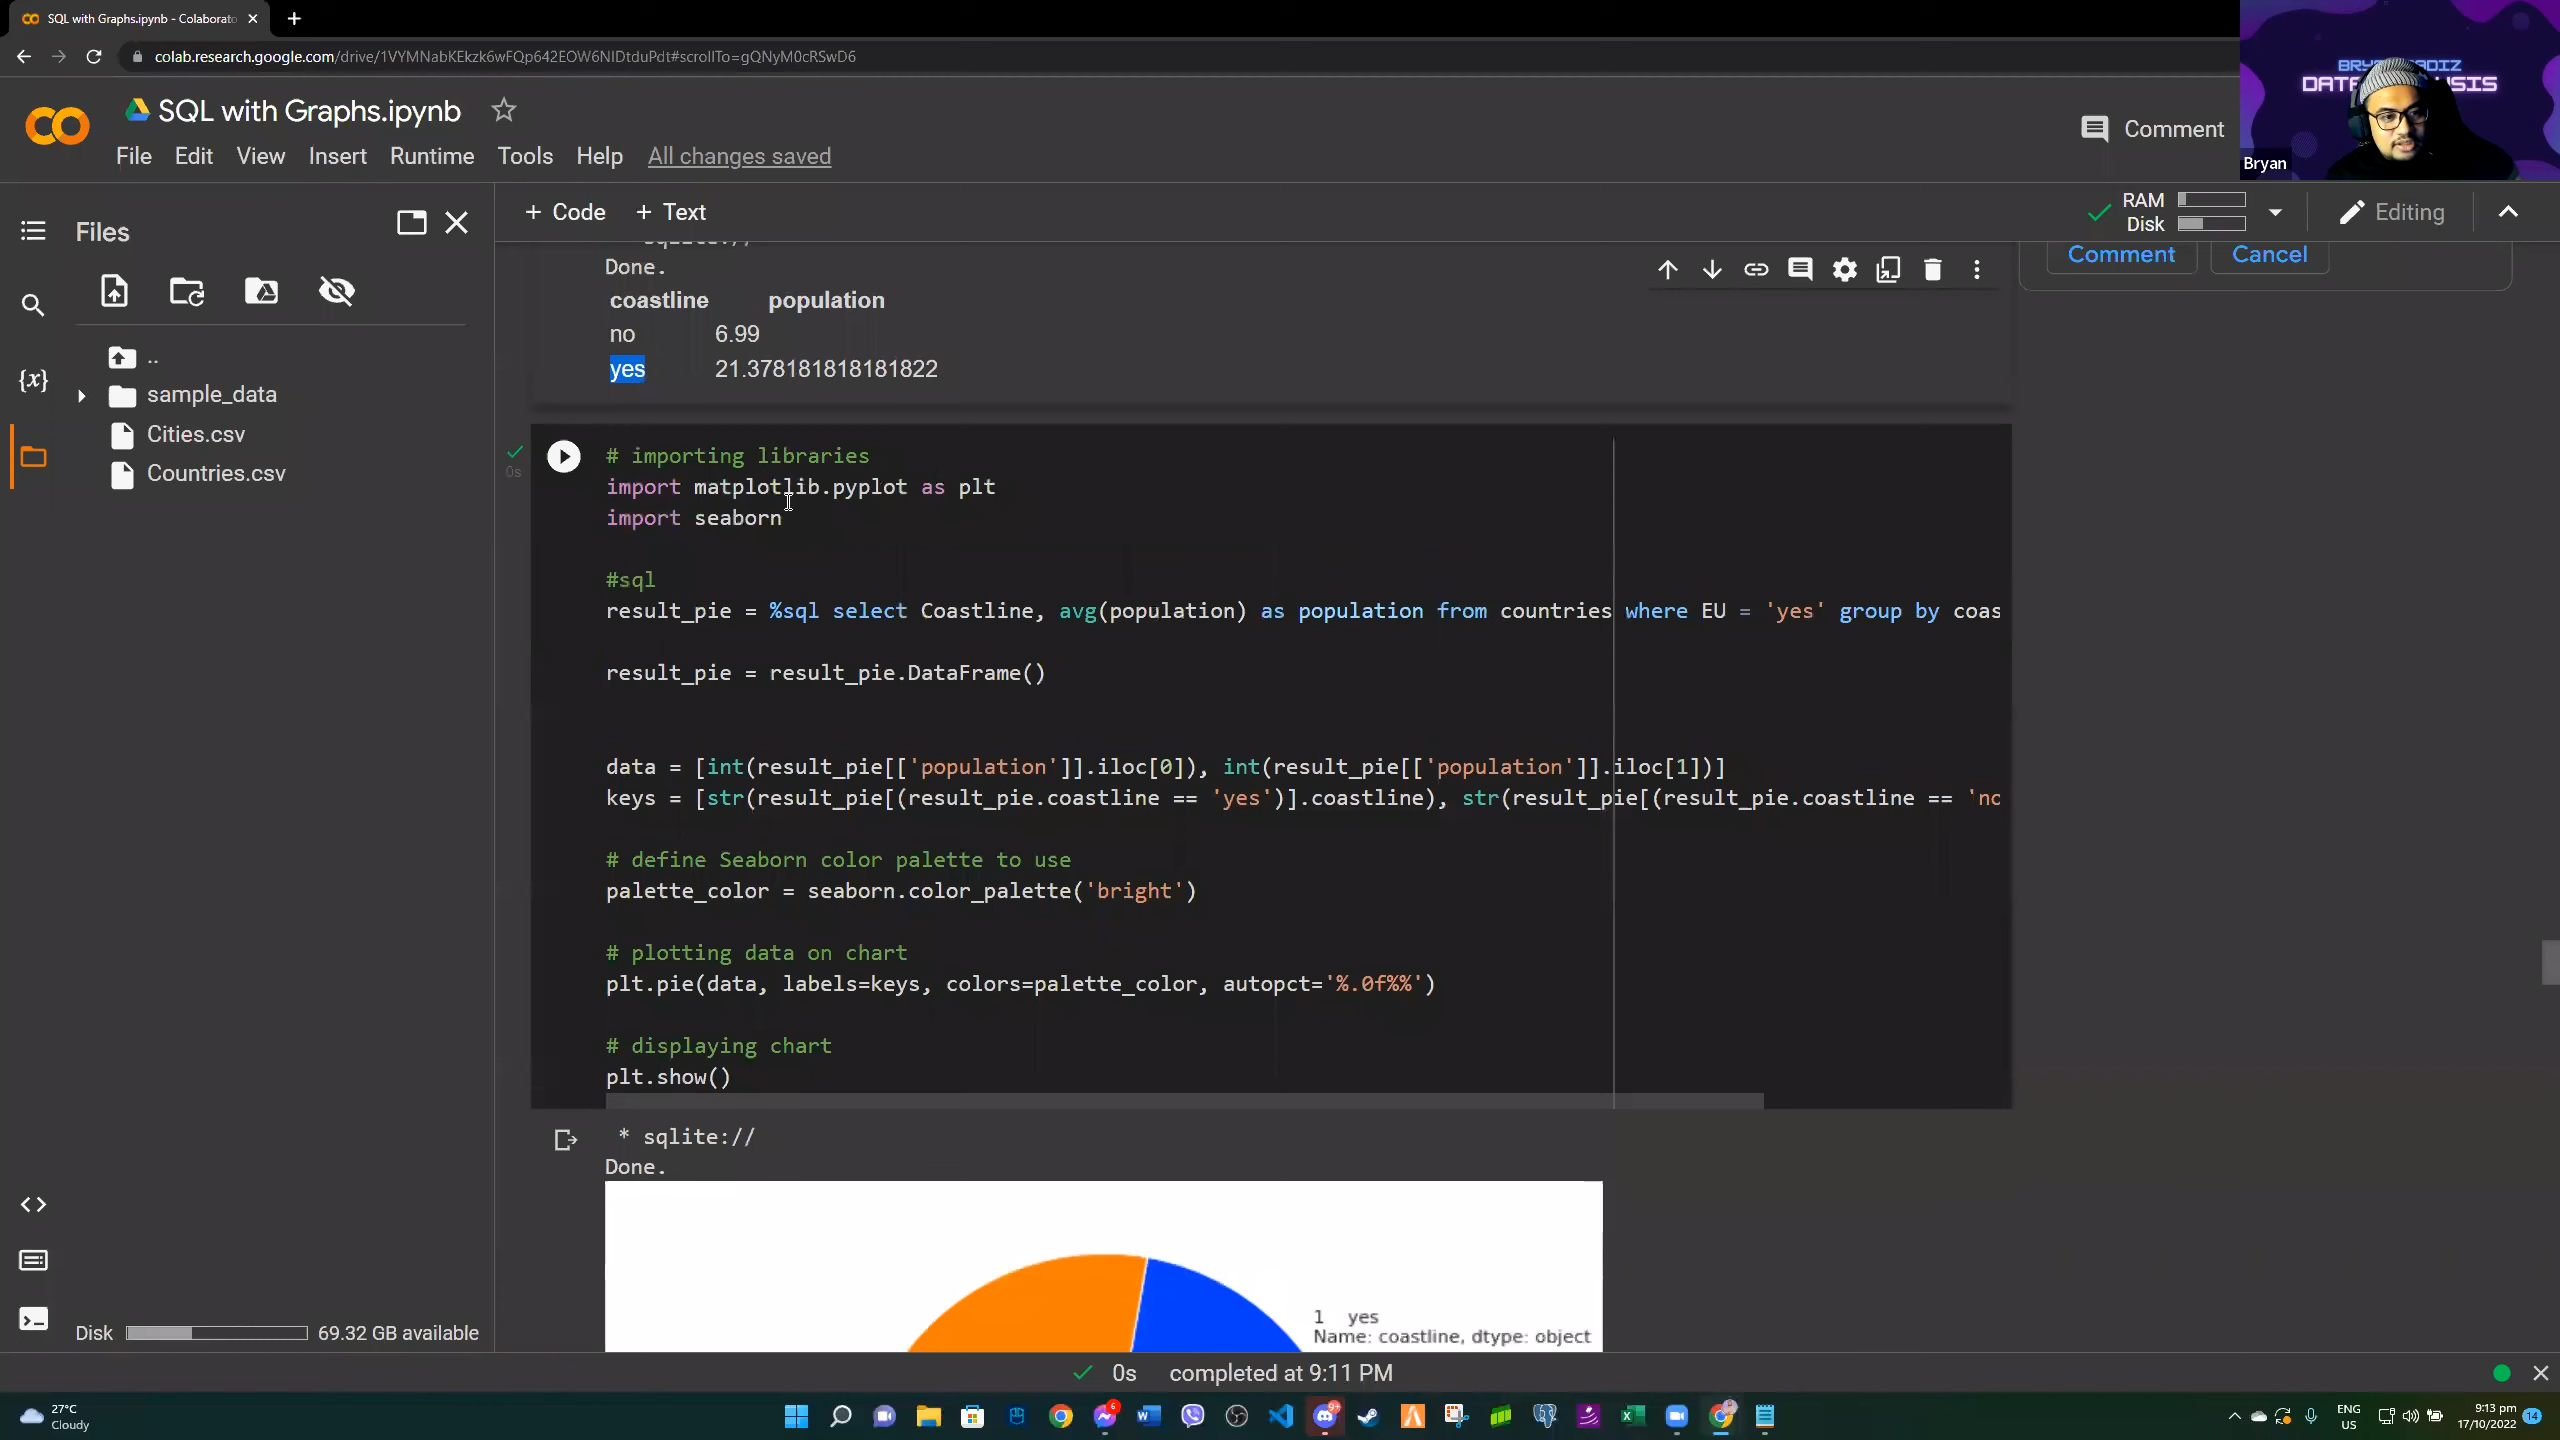 SQL with Graphs.ipynb - Colaborato
colab.research.google.com/drive/1VYMNabKEkzk6wFQp642EOW6NIDtduPdt#scrollTo=gQNyM0cRSwD6
SQL with Graphs.ipynb
File Edit View Insert Runtime Tools Help All changes saved
Comment
DATA
Bryan
Files
+ Code + Text
RAM
Disk
Editing
Comment Cancel
..
sample_data
Cities.csv
Countries.csv
Done.
coastline population
no 6.99
yes 21.378181818181822
0s
# importing libraries
import matplotlib.pyplot as plt
import seaborn
#sql
result_pie = %sql select Coastline, avg(population) as population from countries where EU = 'yes' group by coas
result_pie = result_pie.DataFrame()
data = [int(result_pie[['population']].iloc[0]), int(result_pie[['population']].iloc[1])]
keys = [str(result_pie[(result_pie.coastline == 'yes')].coastline), str(result_pie[(result_pie.coastline == 'no
# define Seaborn color palette to use
palette_color = seaborn.color_palette('bright')
# plotting data on chart
plt.pie(data, labels=keys, colors=palette_color, autopct='%.0f%%')
# displaying chart
plt.show()
* sqlite://
Done.
1 yes
Name: coastline, dtype: object
Disk 69.32 GB available
0s completed at 9:11 PM
27°C
Cloudy
ENG
US
9:13 pm
17/10/2022
14